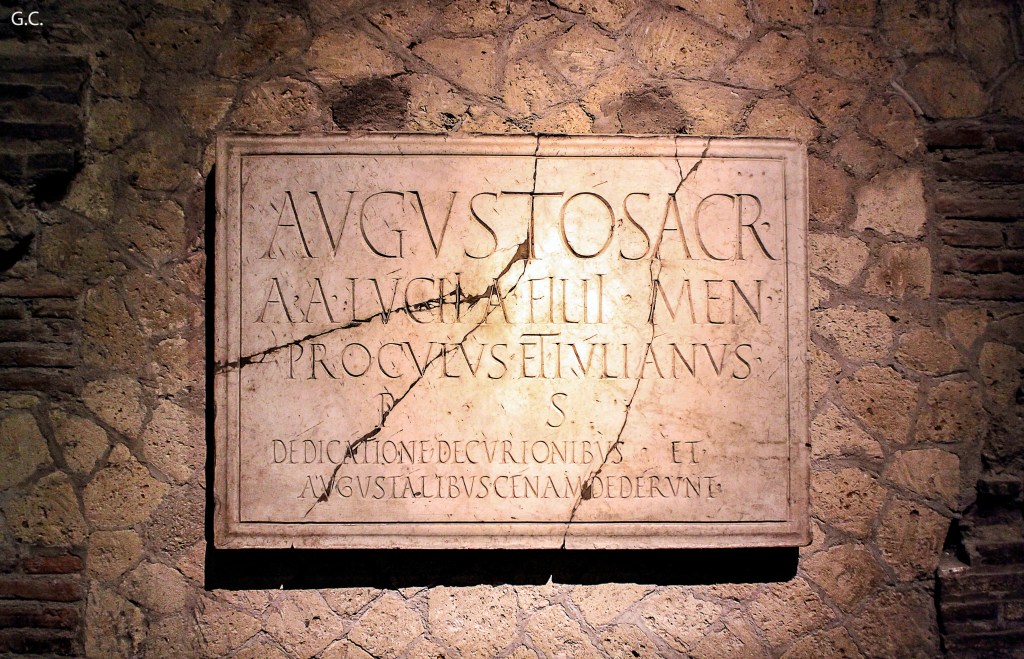 G.C.
AVGVSTO SACR·
A·A·LVCII A FILII · MEN
PROCVLVS ET IVLIANVS·
P S
DEDICATIONE·DECVRIONIBVS · ET
AVGVSTALIBVS CENAM DEDERVNT